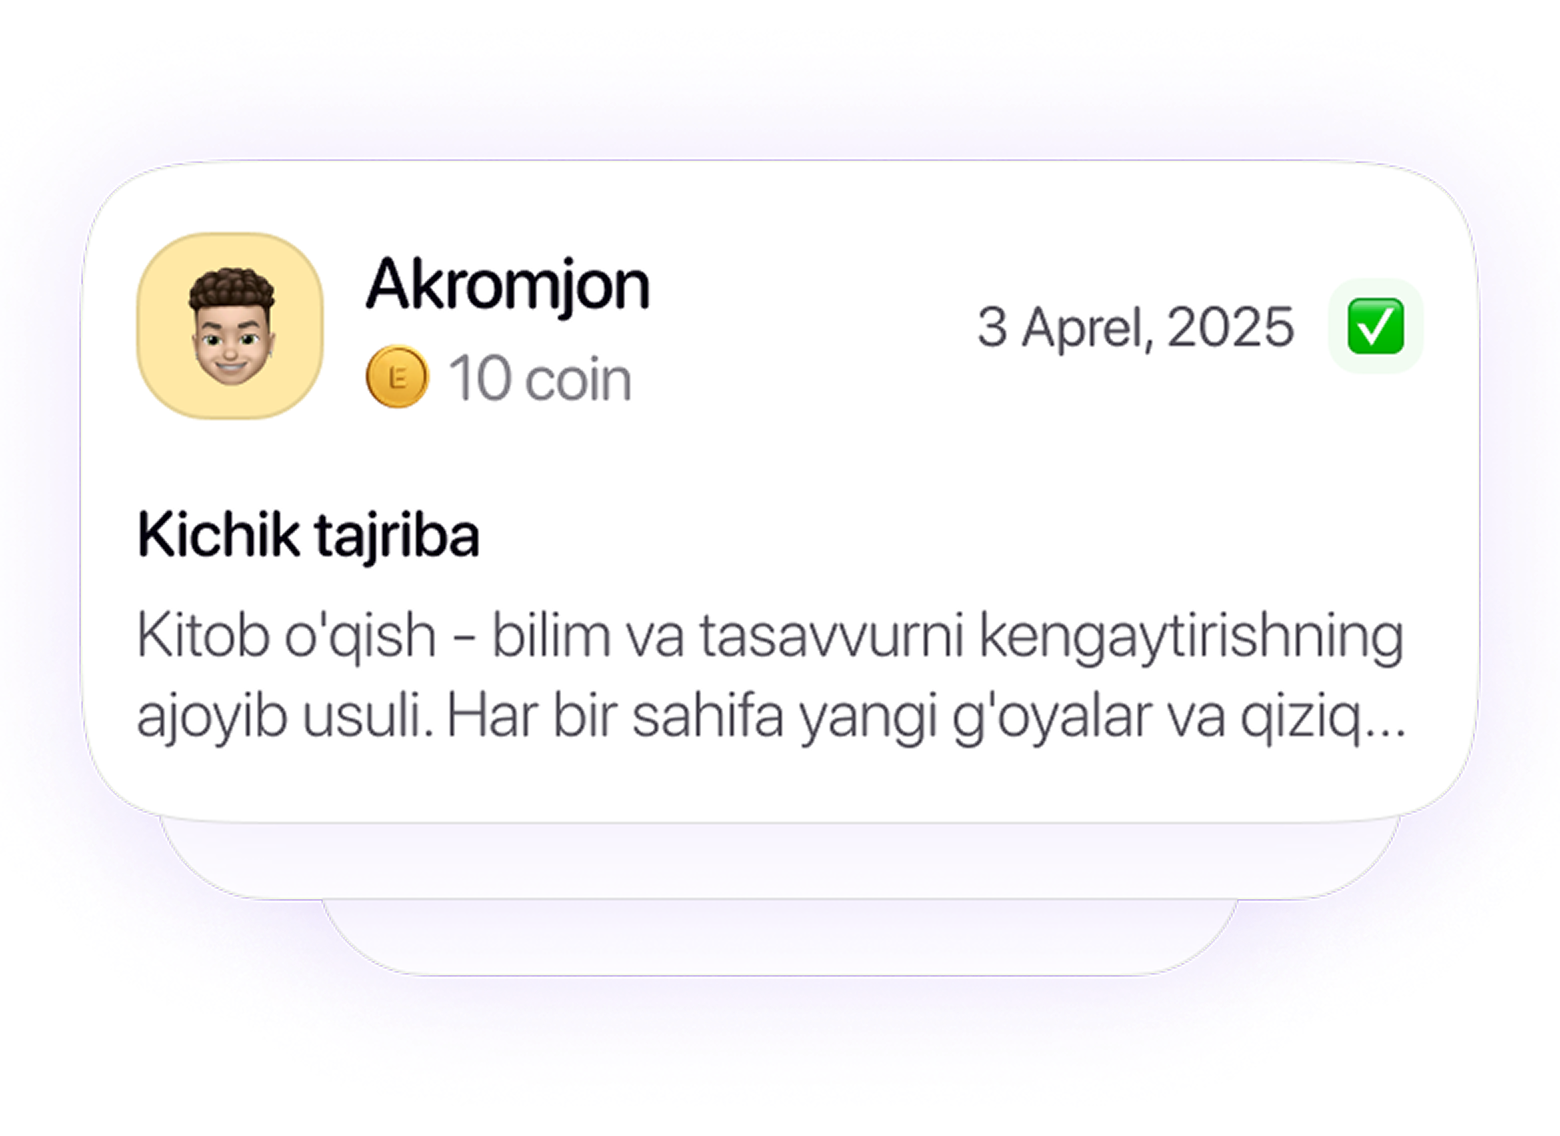 Akromjon
E 10 coin
3 Aprel, 2025
Kichik tajriba
Kitob o'qish - bilim va tasavvurni kengaytirishning
ajoyib usuli. Har bir sahifa yangi g'oyalar va qiziq...